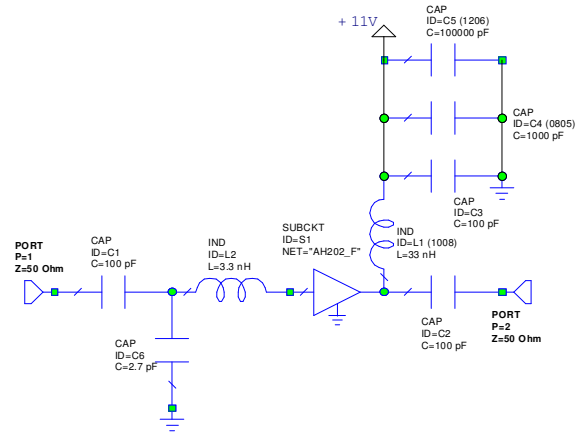 + 11V
CAP
ID=C5 (1206)
C=100000 pF
CAP
ID=C4 (0805)
C=1000 pF
CAP
ID=C3
C=100 pF
SUBCKT
ID=S1
NET="AH202_F"
IND
ID=L1 (1008)
L=33 nH
PORT
P=1
Z=50 Ohm
CAP
ID=C1
C=100 pF
IND
ID=L2
L=3.3 nH
CAP
ID=C2
C=100 pF
PORT
P=2
Z=50 Ohm
CAP
ID=C6
C=2.7 pF